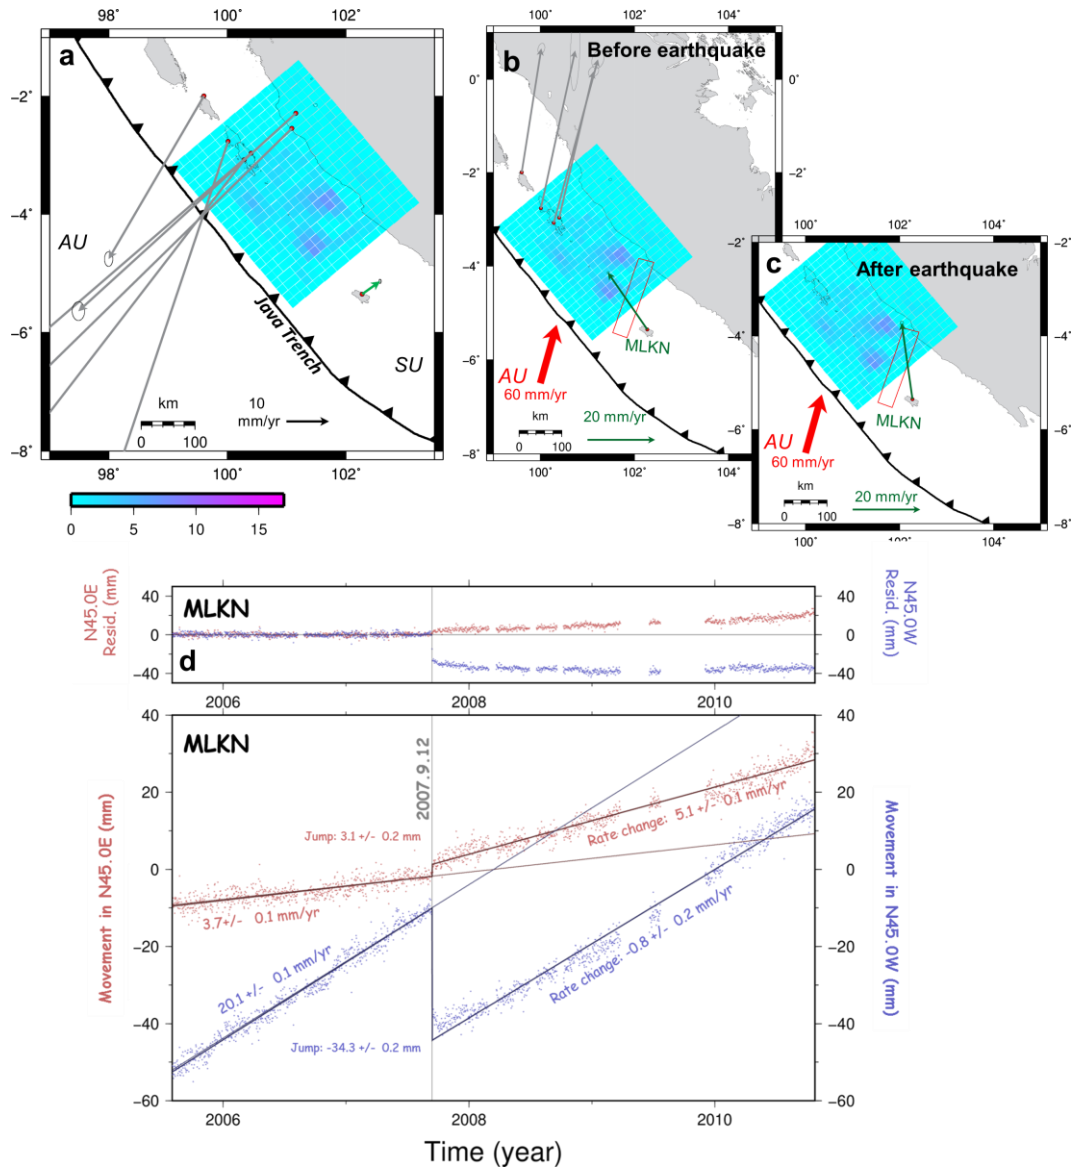 98° 100° 102°
a
−2°
−4°
−6°
−8°
AU
Java Trench
SU
km
0 100
10
mm/yr
98° 100° 102°
0 5 10 15
100° 102° 104°
b
Before earthquake
0°
−2°
−4°
−6°
−8°
MLKN
AU
60 mm/yr
km
0 100
20 mm/yr
100° 102° 104°
100° 102° 104°
c
After earthquake
−2°
−4°
−6°
−8°
MLKN
AU
60 mm/yr
km
0 100
20 mm/yr
100° 102° 104°
N45.0E
Resid. (mm)
40
0
−40
MLKN
d
40
0
−40
N45.0W
Resid. (mm)
2006 2008 2010
Movement in N45.0E (mm)
40
20
0
−20
−40
−60
MLKN
2007.9.12
Jump: 3.1 +/- 0.2 mm
Rate change: 5.1 +/- 0.1 mm/yr
3.7+/- 0.1 mm/yr
20.1 +/- 0.1 mm/yr
Rate change: -0.8 +/- 0.2 mm/yr
Jump: -34.3 +/- 0.2 mm
40
20
0
−20
−40
−60
Movement in N45.0W (mm)
2006 2008 2010
Time (year)